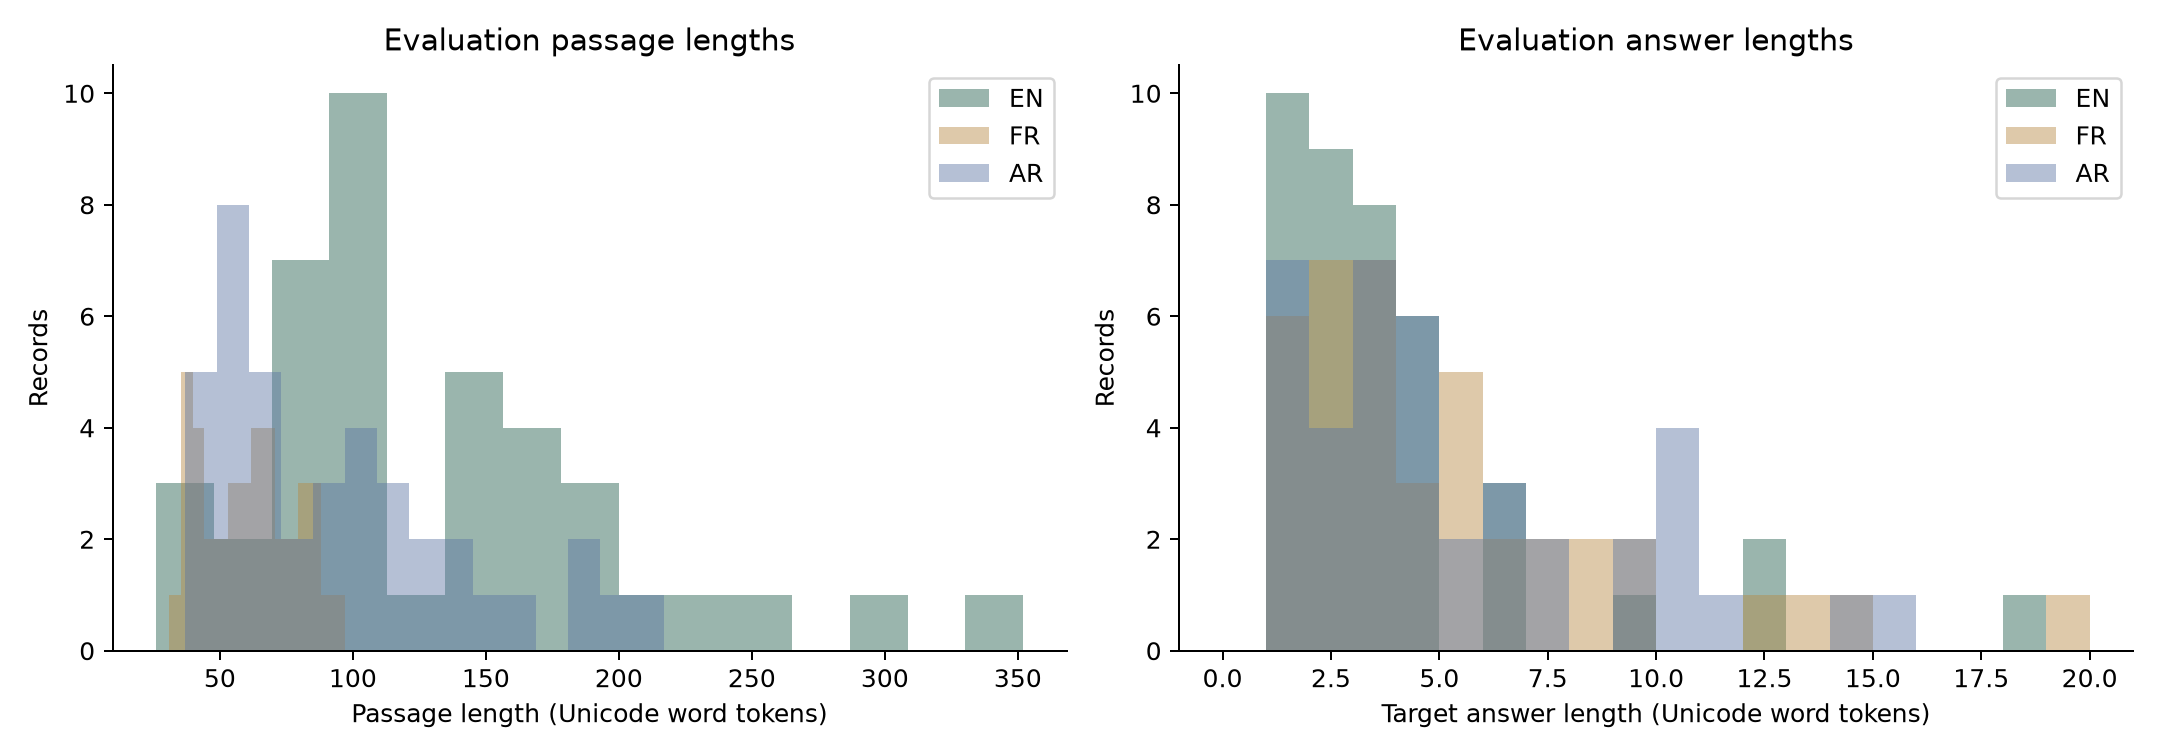 Evaluation passage lengths
10
8
6
4
2
0
Records
50 100 150 200 250 300 350
Passage length (Unicode word tokens)
EN
FR
AR
Evaluation answer lengths
10
8
6
4
2
0
Records
0.0 2.5 5.0 7.5 10.0 12.5 15.0 17.5 20.0
Target answer length (Unicode word tokens)
EN
FR
AR